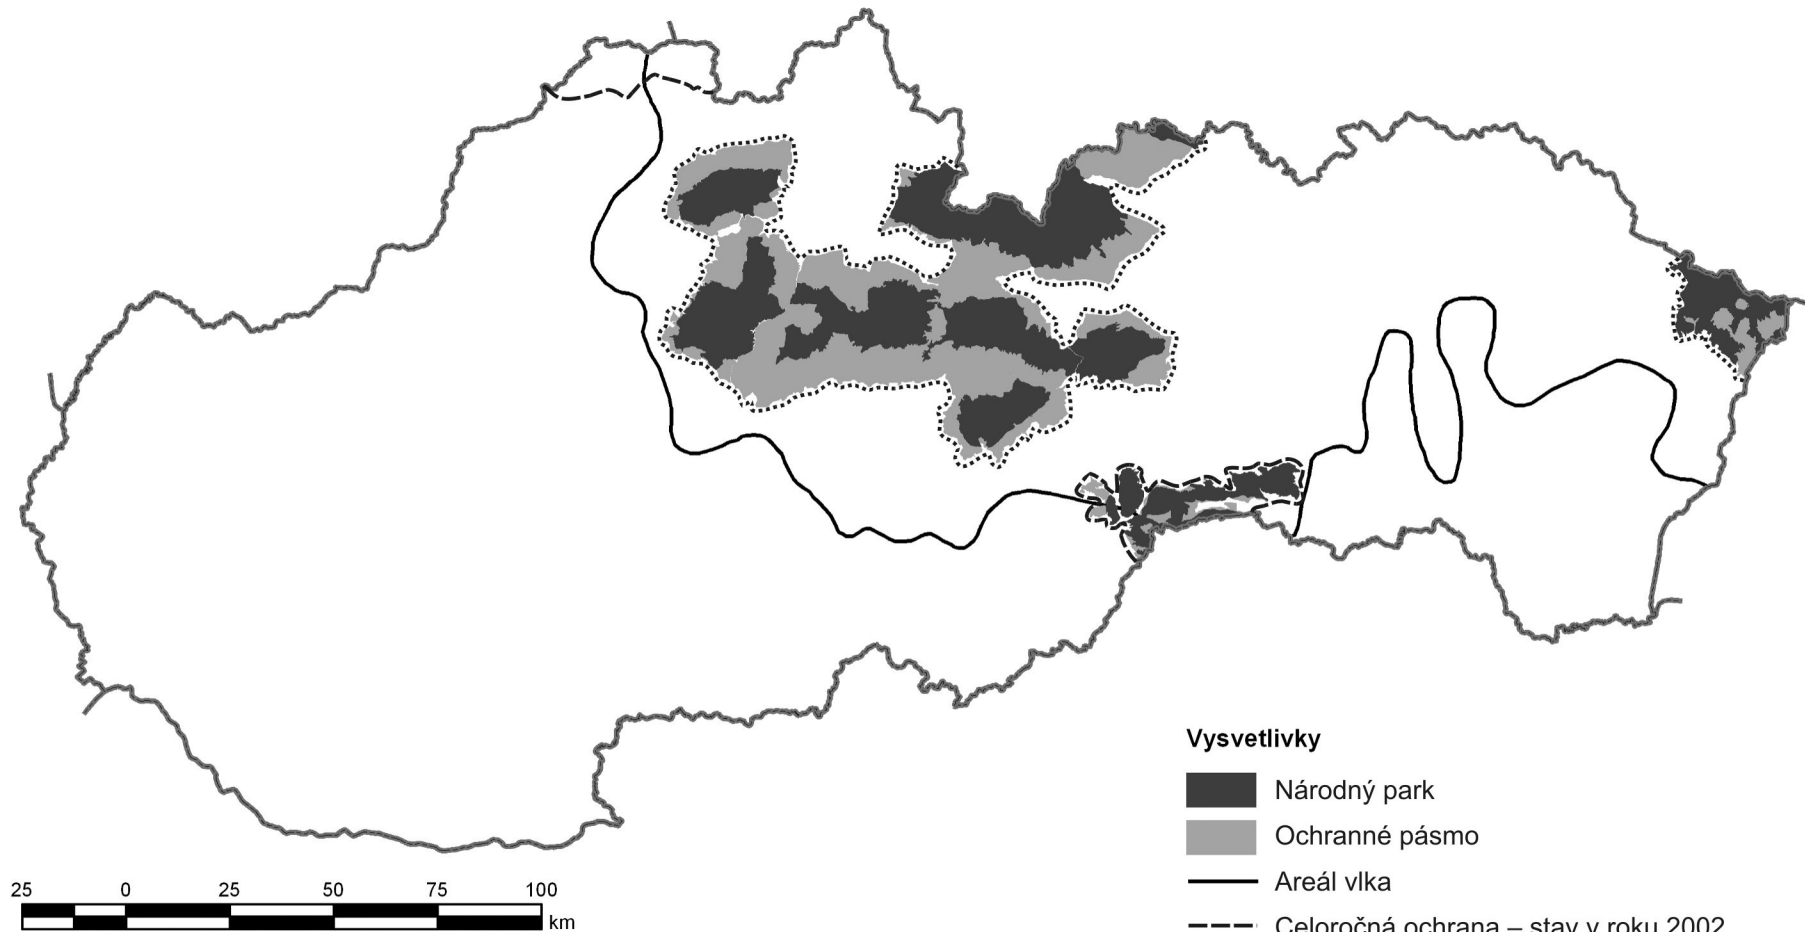 Vysvetlivky
Národný park
Ochranné pásmo
Areál vlka
Celoročná ochrana – stav v roku 2002
25 0 25 50 75 100
km